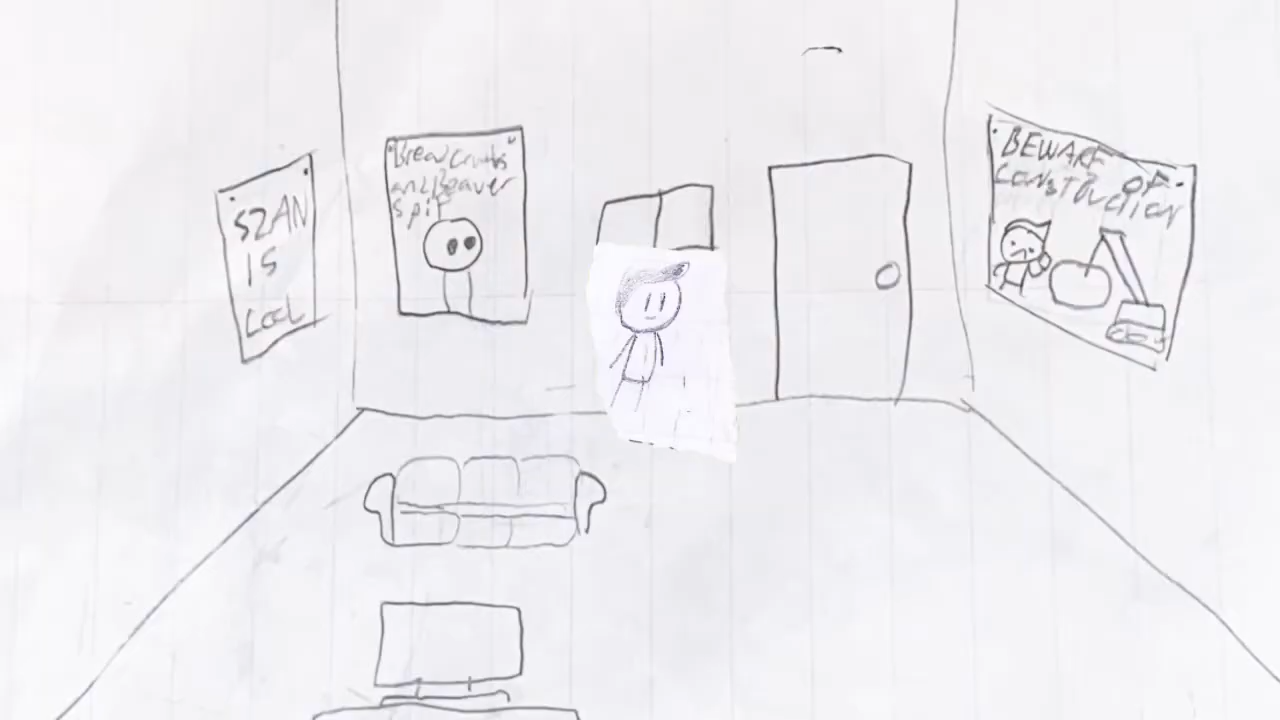 SZAN
IS
COOL
Breadcrumbs
and Beaver
Spit
BEWARE
OF
CONSTRUCTION